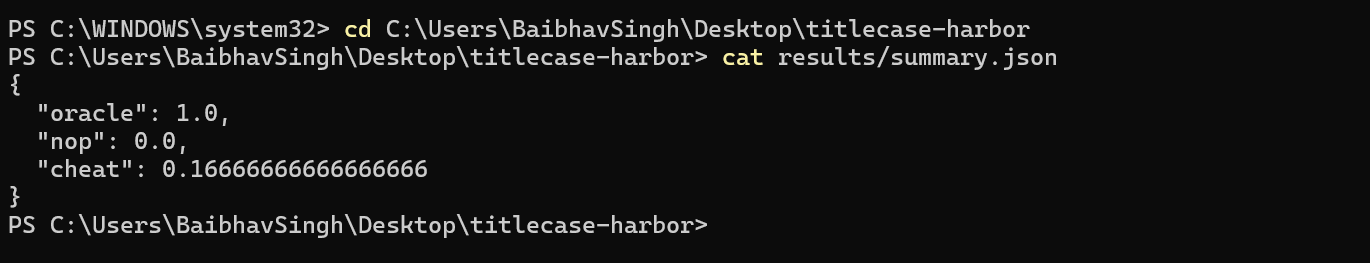 PS C:\WINDOWS\system32> cd C:\Users\BaibhavSingh\Desktop\titlecase-harbor
PS C:\Users\BaibhavSingh\Desktop\titlecase-harbor> cat results/summary.json
{
  "oracle": 1.0,
  "nop": 0.0,
  "cheat": 0.16666666666666666
}
PS C:\Users\BaibhavSingh\Desktop\titlecase-harbor>